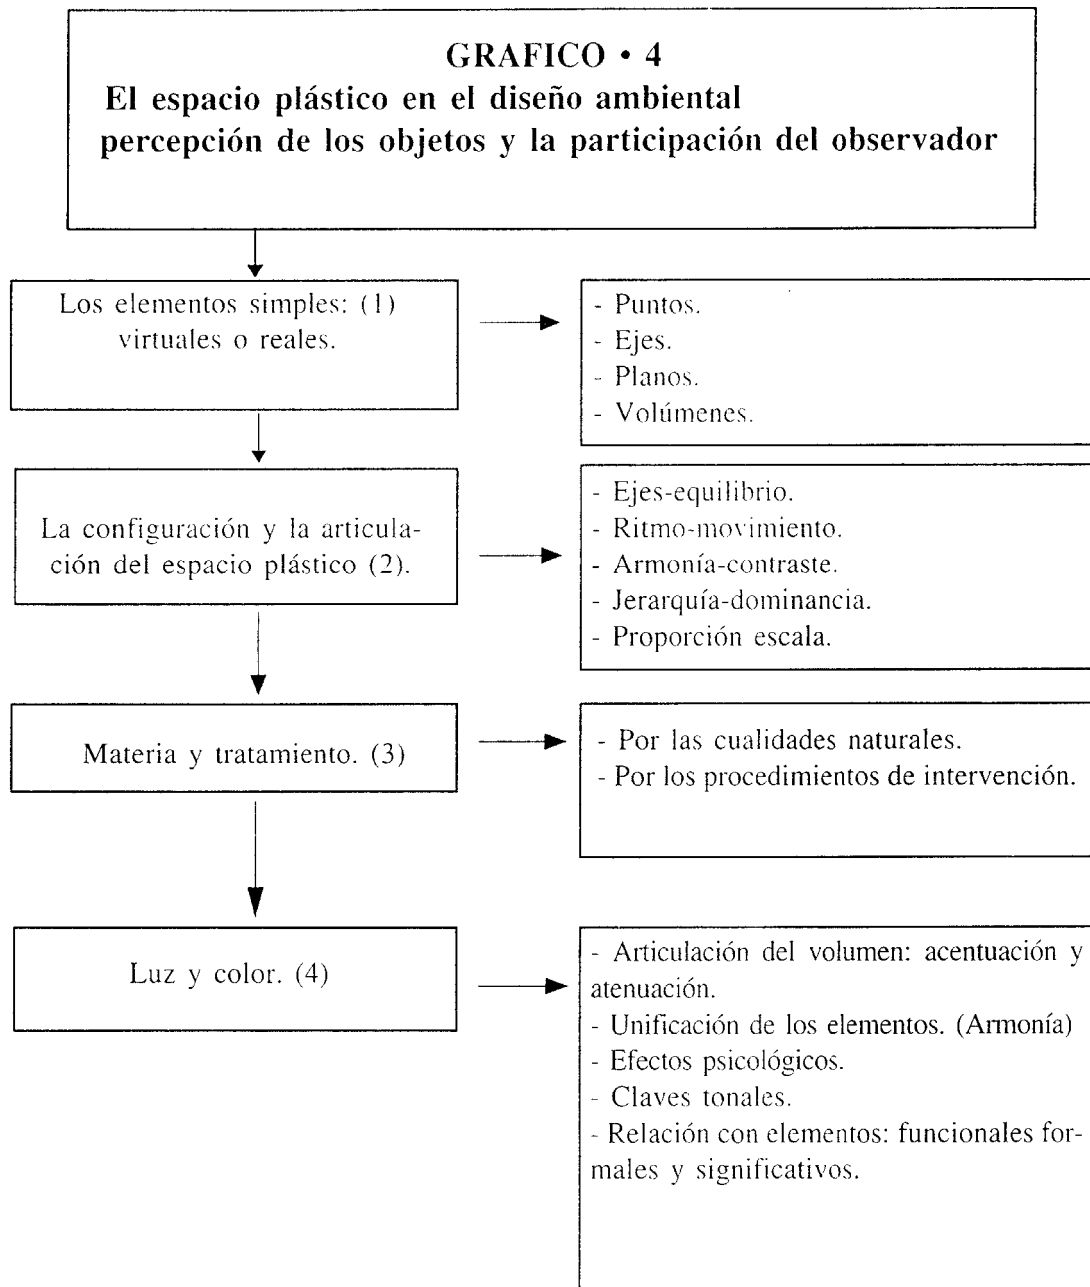 GRAFICO • 4
El espacio plástico en el diseño ambiental
percepción de los objetos y la participación del observador
Los elementos simples: (1)
virtuales o reales.
- Puntos.
- Ejes.
- Planos.
- Volúmenes.
La configuración y la articula-
ción del espacio plástico (2).
- Ejes-equilibrio.
- Ritmo-movimiento.
- Armonía-contraste.
- Jerarquía-dominancia.
- Proporción escala.
Materia y tratamiento. (3)
- Por las cualidades naturales.
- Por los procedimientos de intervención.
Luz y color. (4)
- Articulación del volumen: acentuación y
atenuación.
- Unificación de los elementos. (Armonía)
- Efectos psicológicos.
- Claves tonales.
- Relación con elementos: funcionales for-
males y significativos.